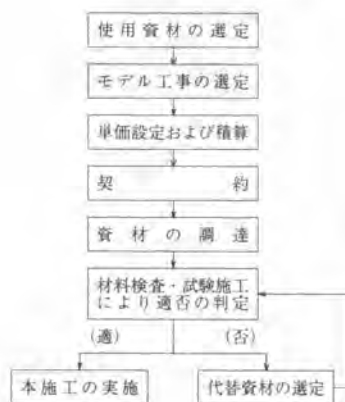 使用資材の選定
モデル工事の選定
単価設定および積算
契約
資材の調達
材料検査・試験施工
により適否の判定
(適) (否)
本施工の実施 代替資材の選定